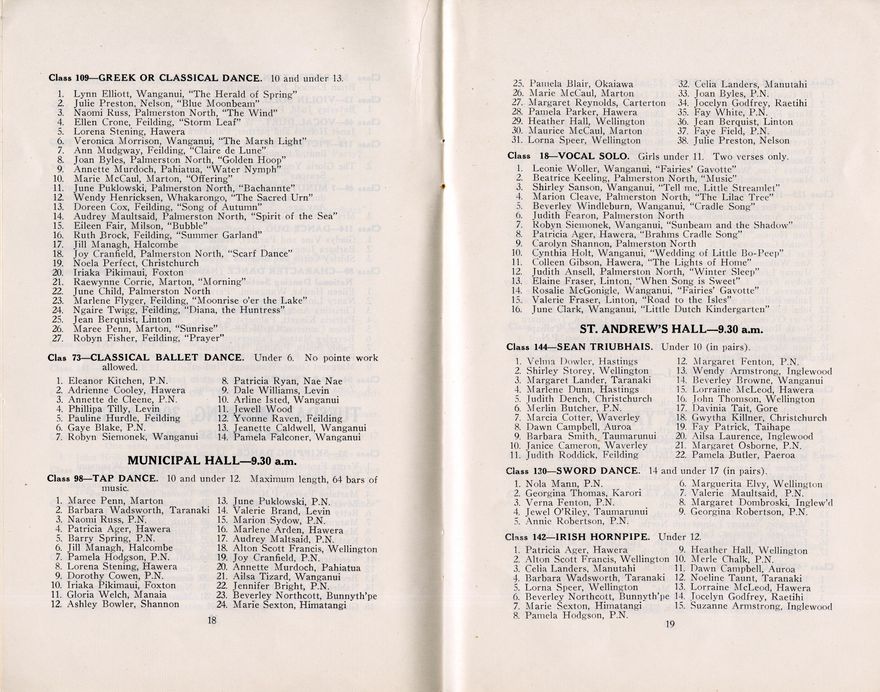 Class 109—GREEK OR CLASSICAL DANCE. 10 and under 13.
1. Lynn Elliott, Wanganui, "The Herald of Spring"
2. Julie Preston, Nelson, "Blue Moonbeam"
3. Naomi Russ, Palmerston North, "The Wind"
4. Ellen Crone, Feilding, "Storm Leaf"
5. Lorena Stening, Hawera
6. Veronica Morrison, Wanganui, "The Marsh Light"
7. Ann Mudgway, Feilding, "Claire de Lune"
8. Joan Byles, Palmerston North, "Golden Hoop"
9. Annette Murdoch, Pahiatua, "Water Nymph"
10. Marie McCaul, Marton, "Offering"
11. June Puklowski, Palmerston North, "Bachannte"
12. Wendy Henricksen, Whakarongo, "The Sacred Urn"
13. Doreen Cox, Feilding, "Song of Autumn"
14. Audrey Maultsaid, Palmerston North, "Spirit of the Sea"
15. Eileen Fair, Milson, "Bubble"
16. Ruth Brock, Feilding, "Summer Garland"
17. Jill Managh, Halcombe
18. Joy Cranfield, Palmerston North, "Scarf Dance"
19. Noela Perfect, Christchurch
20. Iriaka Pikimaui, Foxton
21. Raewynne Corrie, Marton, "Morning"
22. June Child, Palmerston North
23. Marlene Flyger, Feilding, "Moonrise o'er the Lake"
24. Ngaire Twigg, Feilding, "Diana, the Huntress"
25. Jean Berquist, Linton
26. Maree Penn, Marton, "Sunrise"
27. Robyn Fisher, Feilding, "Prayer"
Clas 73—CLASSICAL BALLET DANCE. Under 6. No pointe work
allowed.
1. Eleanor Kitchen, P.N.
2. Adrienne Cooley, Hawera
3. Annette de Cleene, P.N.
4. Phillipa Tilly, Levin
5. Pauline Hurdle, Feilding
6. Gaye Blake, P.N.
7. Robyn Siemonek, Wanganui
8. Patricia Ryan, Nae Nae
9. Dale Williams, Levin
10. Arline Isted, Wanganui
11. Jewell Wood
12. Yvonne Raven, Feilding
13. Jeanette Caldwell, Wanganui
14. Pamela Falconer, Wanganui
MUNICIPAL HALL—9.30 a.m.
Class 98—TAP DANCE. 10 and under 12. Maximum length, 64 bars of
music.
1. Maree Penn, Marton
2. Barbara Wadsworth, Taranaki
3. Naomi Russ, P.N.
4. Patricia Ager, Hawera
5. Barry Spring, P.N.
6. Jill Managh, Halcombe
7. Pamela Hodgson, P.N.
8. Lorena Stening, Hawera
9. Dorothy Cowen, P.N.
10. Iriaka Pikimaui, Foxton
11. Gloria Welch, Manaia
12. Ashley Bowler, Shannon
13. June Puklowski, P.N.
14. Valerie Brand, Levin
15. Marion Sydow, P.N.
16. Marlene Arden, Hawera
17. Audrey Maltsaid, P.N.
18. Alton Scott Francis, Wellington
19. Joy Cranfield, P.N.
20. Annette Murdoch, Pahiatua
21. Ailsa Tizard, Wanganui
22. Jennifer Bright, P.N.
23. Beverley Northcott, Bunnyth'pe
24. Marie Sexton, Himatangi
18
25. Pamela Blair, Okaiawa
26. Marie McCaul, Marton
27. Margaret Reynolds, Carterton
28. Pamela Parker, Hawera
29. Heather Hall, Wellington
30. Maurice McCaul, Marton
31. Lorna Speer, Wellington
32. Celia Landers, Manutahi
33. Joan Byles, P.N.
34. Jocelyn Godfrey, Raetihi
35. Fay White, P.N.
36. Jean Berquist, Linton
37. Faye Field, P.N.
38. Julie Preston, Nelson
Class 18—VOCAL SOLO. Girls under 11. Two verses only.
1. Leonie Woller, Wanganui, "Fairies' Gavotte"
2. Beatrice Keeling, Palmerston North, "Music"
3. Shirley Sanson, Wanganui, "Tell me, Little Streamlet"
4. Marion Cleave, Palmerston North, "The Lilac Tree"
5. Beverley Windleburn, Wanganui, "Cradle Song"
6. Judith Fearon, Palmerston North
7. Robyn Siemonek, Wanganui, "Sunbeam and the Shadow"
8. Patricia Ager, Hawera, "Brahms Cradle Song"
9. Carolyn Shannon, Palmerston North
10. Cynthia Holt, Wanganui, "Wedding of Little Bo-Peep"
11. Colleen Gibson, Hawera, "The Lights of Home"
12. Judith Ansell, Palmerston North, "Winter Sleep"
13. Elaine Fraser, Linton, "When Song is Sweet"
14. Rosalie McGonigle, Wanganui, "Fairies' Gavotte"
15. Valerie Fraser, Linton, "Road to the Isles"
16. June Clark, Wanganui, "Little Dutch Kindergarten"
ST. ANDREW'S HALL—9.30 a.m.
Class 144—SEAN TRIUBHAIS. Under 10 (in pairs).
1. Velma Dowler, Hastings
2. Shirley Storey, Wellington
3. Margaret Lander, Taranaki
4. Marlene Dunn, Hastings
5. Judith Dench, Christchurch
6. Merlin Butcher, P.N.
7. Marcia Cotter, Waverley
8. Dawn Campbell, Auroa
9. Barbara Smith, Taumarunui
10. Janice Cameron, Waverley
11. Judith Roddick, Feilding
12. Margaret Fenton, P.N.
13. Wendy Armstrong, Inglewood
14. Beverley Browne, Wanganui
15. Lorraine McLeod, Hawera
16. John Thomson, Wellington
17. Davinia Tait, Gore
18. Gwytha Killner, Christchurch
19. Fay Patrick, Taihape
20. Ailsa Laurence, Inglewood
21. Margaret Osborne, P.N.
22. Pamela Butler, Paeroa
Class 130—SWORD DANCE. 14 and under 17 (in pairs).
1. Nola Mann, P.N.
2. Georgina Thomas, Karori
3. Verna Fenton, P.N.
4. Jewel O'Riley, Taumarunui
5. Annie Robertson, P.N.
6. Marguerita Elvy, Wellington
7. Valerie Maultsaid, P.N.
8. Margaret Dombroski, Inglew'd
9. Georgina Robertson, P.N.
Class 142—IRISH HORNPIPE. Under 12.
1. Patricia Ager, Hawera
2. Alton Scott Francis, Wellington
3. Celia Landers, Manutahi
4. Barbara Wadsworth, Taranaki
5. Lorna Speer, Wellington
6. Beverley Northcott, Bunnyth'pe
7. Marie Sexton, Himatangi
8. Pamela Hodgson, P.N.
9. Heather Hall, Wellington
10. Merle Chalk, P.N.
11. Dawn Campbell, Auroa
12. Noeline Taunt, Taranaki
13. Lorraine McLeod, Hawera
14. Jocelyn Godfrey, Raetihi
15. Suzanne Armstrong, Inglewood
19